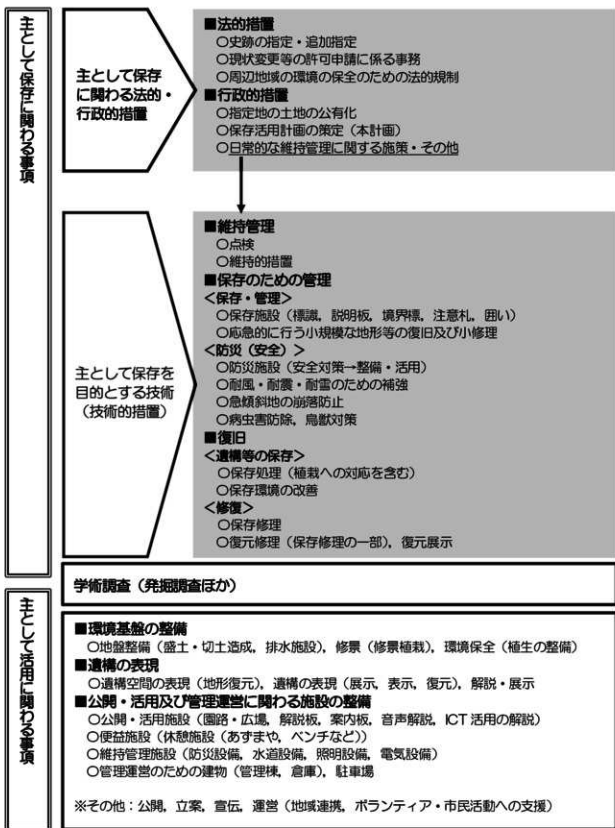 主として保存に関わる事項
主として保存
に関わる法的・
行政的措置
■法的措置
○史跡の指定・追加指定
○現状変更等の許可申請に係る事務
○周辺地域の環境の保全のための法的規制
■行政的措置
○指定地の土地の公有化
○保存活用計画の策定（本計画）
○日常的な維持管理に関する施策・その他
主として保存を
目的とする技術
（技術的措置）
■維持管理
○点検
○維持的措置
■保存のための管理
＜保存・管理＞
○保存施設（標識，説明板，境界標，注意札，囲い）
○応急的に行う小規模な地形等の復旧及び小修理
＜防災（安全）＞
○防災施設（安全対策→整備・活用）
○耐風・耐震・耐雪のための補強
○急傾斜地の崩落防止
○病虫害防除，鳥獣対策
■復旧
＜遺構等の保存＞
○保存処理（植栽への対応を含む）
○保存環境の改善
＜修復＞
○保存修理
○復元修理（保存修理の一部），復元展示
学術調査（発掘調査ほか）
主として活用に関わる事項
■環境基盤の整備
○地盤整備（盛土・切土造成，排水施設），修景（修景植栽），環境保全（植生の整備）
■遺構の表現
○遺構空間の表現（地形復元），遺構の表現（展示，表示，復元），解説・展示
■公開・活用及び管理運営に関わる施設の整備
○公開・活用施設（園路・広場，解説板，案内板，音声解説，ICT 活用の解説）
○便益施設（休憩施設（あずまや，ベンチなど））
○維持管理施設（防災設備，水道設備，照明設備，電気設備）
○管理運営のための建物（管理棟，倉庫），駐車場
※その他：公開，立案，宣伝，運営（地域連携，ボランティア・市民活動への支援）